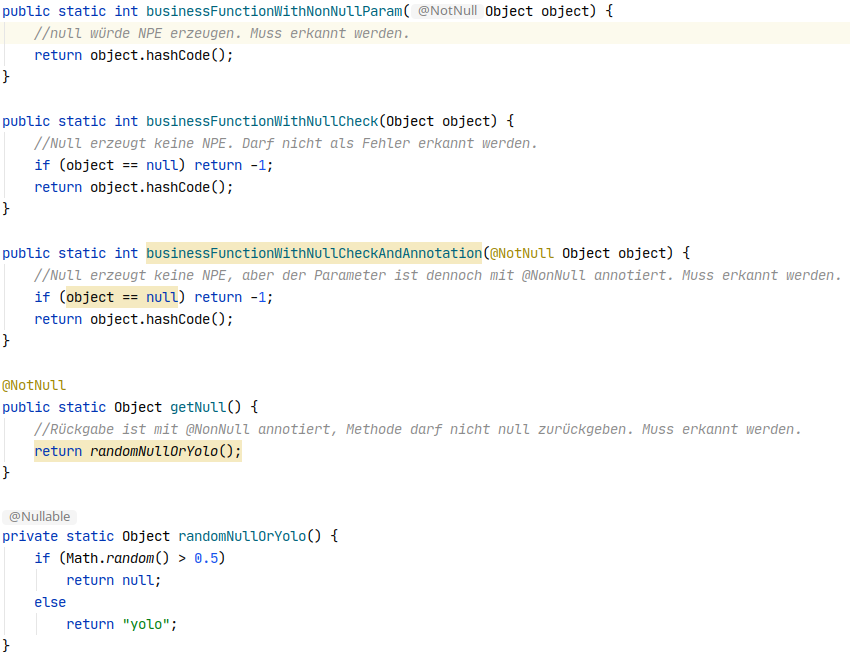 public static int businessFunctionWithNonNullParam( @NotNull Object object) {
    //null würde NPE erzeugen. Muss erkannt werden.
    return object.hashCode();
}

public static int businessFunctionWithNullCheck(Object object) {
    //Null erzeugt keine NPE. Darf nicht als Fehler erkannt werden.
    if (object == null) return -1;
    return object.hashCode();
}

public static int businessFunctionWithNullCheckAndAnnotation(@NotNull Object object) {
    //Null erzeugt keine NPE, aber der Parameter ist dennoch mit @NonNull annotiert. Muss erkannt werden.
    if (object == null) return -1;
    return object.hashCode();
}

@NotNull
public static Object getNull() {
    //Rückgabe ist mit @NonNull annotiert, Methode darf nicht null zurückgeben. Muss erkannt werden.
    return randomNullOrYolo();
}

@Nullable
private static Object randomNullOrYolo() {
    if (Math.random() > 0.5)
        return null;
    else
        return "yolo";
}